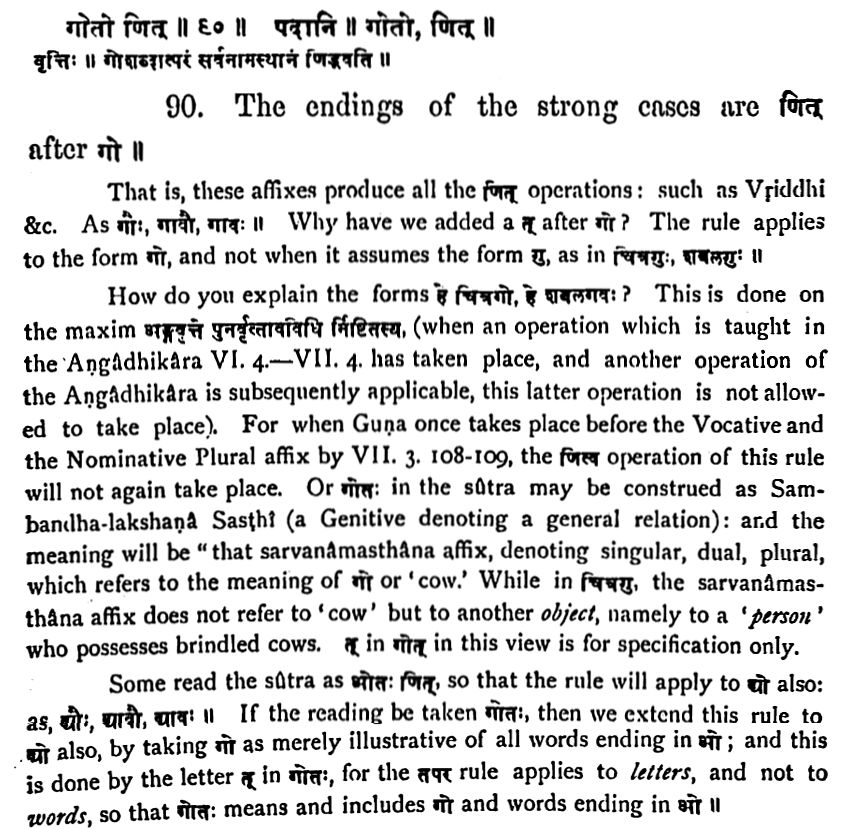 गोतो णित् ॥ ९० ॥ पदानि ॥ गोतो, णित् ॥
वृत्तिः ॥ गोशब्दात्परं सर्वनामस्थानं णिद्भवति ॥
90. The endings of the strong cases are णित्
after गो ॥
That is, these affixes produce all the णित् operations: such as Vṛiddhi
&c. As गौः, गावौ, गावः ॥ Why have we added a त् after गो? The rule applies
to the form गो, and not when it assumes the form गु, as in चित्रगुः, शबलगुः ॥
How do you explain the forms हे चित्रगो, हे शबलगवः? This is done on
the maxim अङ्गवृत्ते पुनर्वृत्तावविधि र्निष्ठितस्य, (when an operation which is taught in
the Aṇgâdhikâra VI. 4.—VII. 4. has taken place, and another operation of
the Aṇgâdhikâra is subsequently applicable, this latter operation is not allow-
ed to take place). For when Guṇa once takes place before the Vocative and
the Nominative Plural affix by VII. 3. 108-109, the णित्व operation of this rule
will not again take place. Or गोतः in the sûtra may be construed as Sam-
bandha-lakshaṇâ Sasṭhî (a Genitive denoting a general relation): and the
meaning will be "that sarvanâmasthâna affix, denoting singular, dual, plural,
which refers to the meaning of गो or 'cow.' While in चित्रगु, the sarvanâmas-
thâna affix does not refer to 'cow' but to another object, namely to a 'person'
who possesses brindled cows. त् in गोत् in this view is for specification only.
Some read the sûtra as ओतः णित्, so that the rule will apply to द्यो also:
as, द्यौः, द्यावौ, द्यावः ॥ If the reading be taken गोतः, then we extend this rule to
द्यो also, by taking गो as merely illustrative of all words ending in ओ; and this
is done by the letter त् in गोतः, for the तपर rule applies to letters, and not to
words, so that गोतः means and includes गो and words ending in ओ ॥